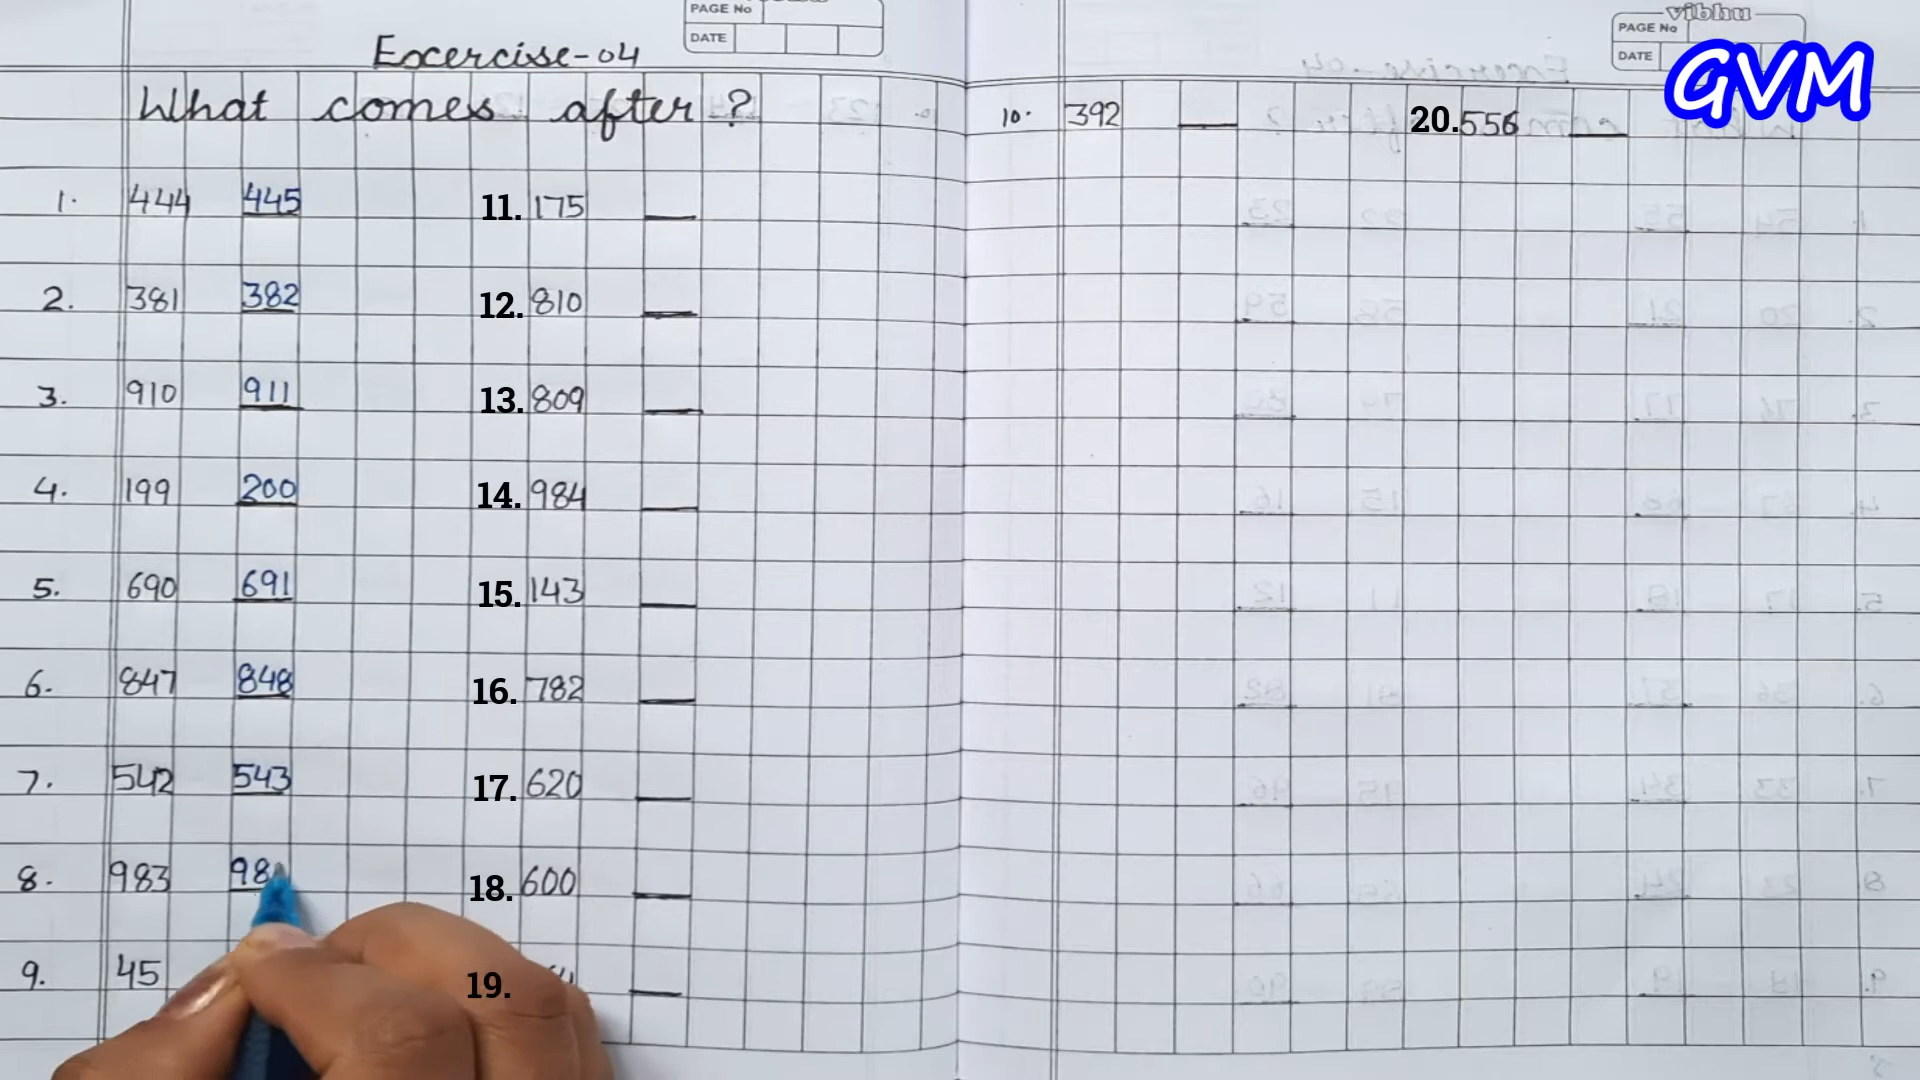 PAGE No
DATE
Excercise-04
What comes after ?
1. 444 445
2. 381 382
3. 910 911
4. 199 200
5. 690 691
6. 847 848
7. 542 543
8. 983 98
9. 45
11. 175
12. 810
13. 809
14. 984
15. 143
16. 782
17. 620
18. 600
19.
vibhu
PAGE No
DATE
GVM
10. 392
20. 556